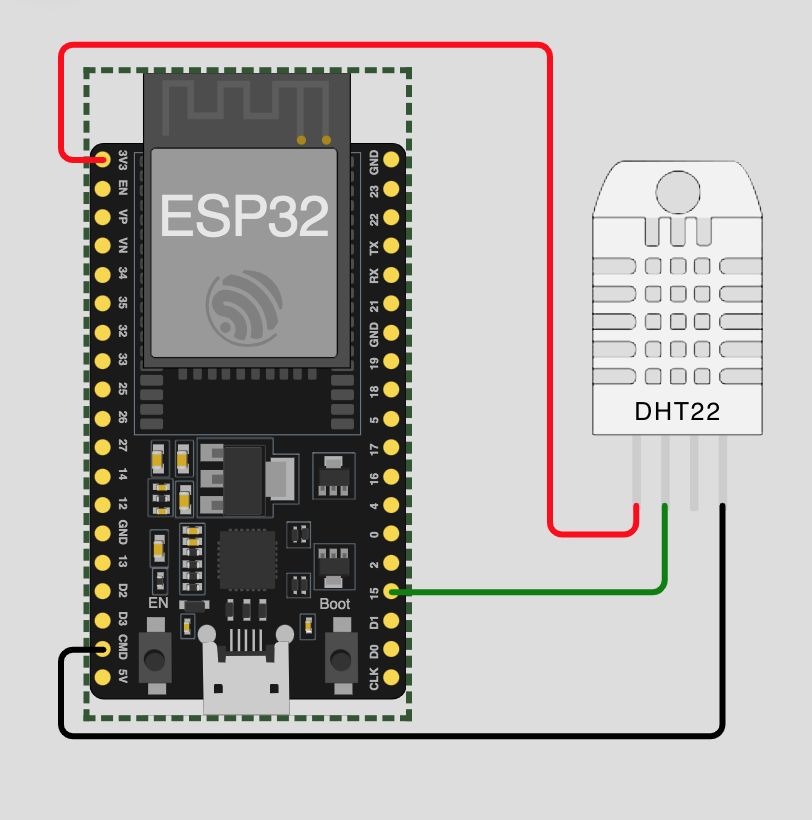 ESP32
3V3
EN
VP
VN
34
35
32
33
25
26
27
14
12
GND
13
D2
D3
CMD
5V
GND
23
22
TX
RX
21
GND
19
18
5
17
16
4
0
2
15
D1
D0
CLK
EN
Boot
DHT22